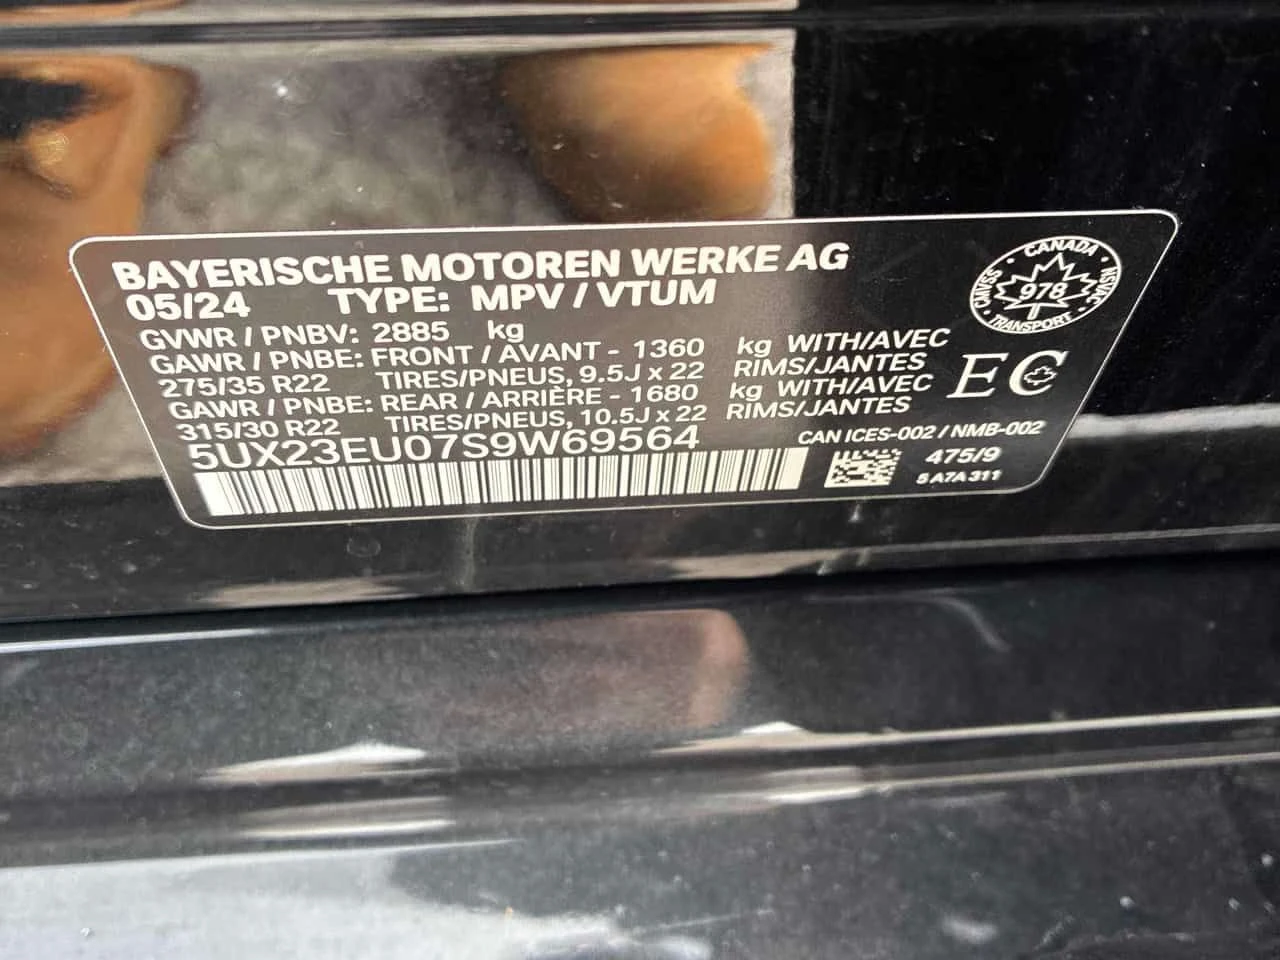 BAYERISCHE MOTOREN WERKE AG
05/24 TYPE: MPV / VTUM
GVWR / PNBV: 2885 kg
GAWR / PNBE: FRONT / AVANT - 1360 kg WITH/AVEC
275/35 R22 TIRES/PNEUS, 9.5J x 22 RIMS/JANTES
GAWR / PNBE: REAR / ARRIÈRE - 1680 kg WITH/AVEC
315/30 R22 TIRES/PNEUS, 10.5J x 22 RIMS/JANTES
5UX23EU07S9W69564
CANADA
CMVSS 978 NSVAC
TRANSPORT
EC
CAN ICES-002 / NMB-002
475/9
5 A7A 311